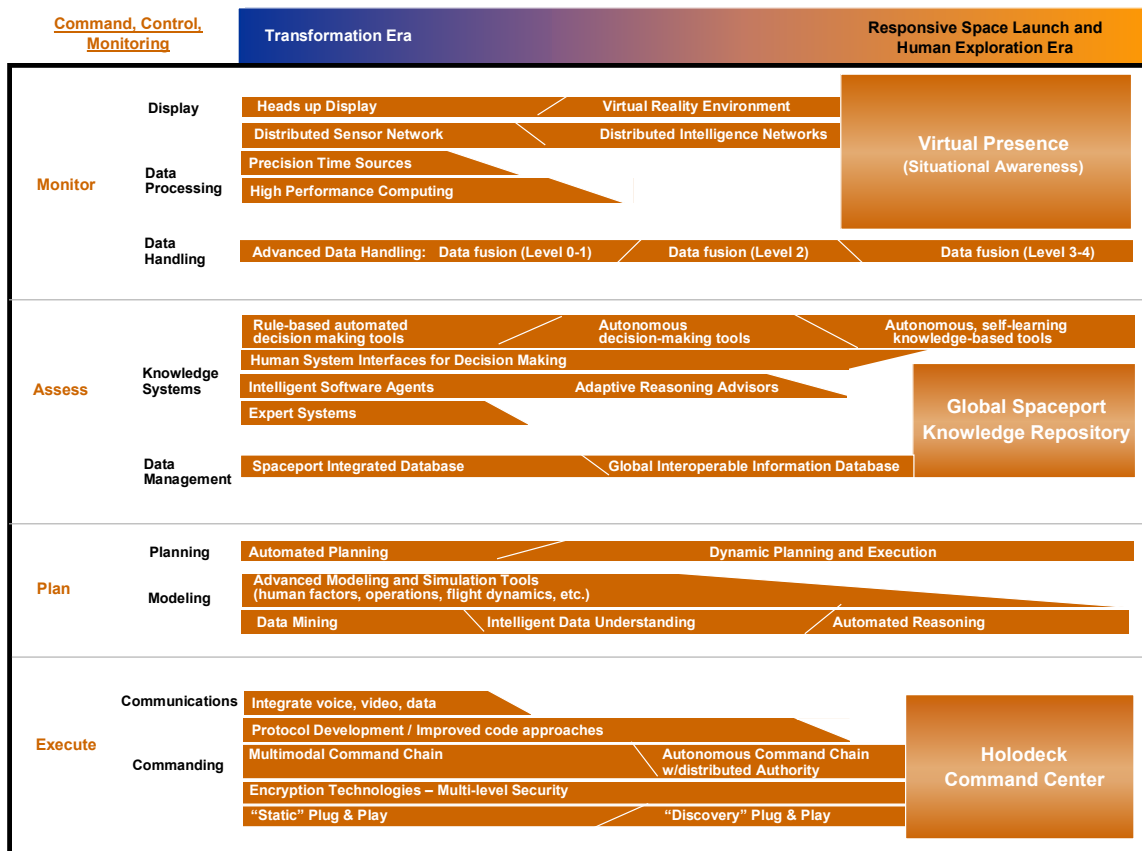 Command, Control,
Monitoring
Transformation Era
Responsive Space Launch and
Human Exploration Era
Monitor
Display
Heads up Display
Virtual Reality Environment
Distributed Sensor Network
Distributed Intelligence Networks
Virtual Presence
(Situational Awareness)
Data
Processing
Precision Time Sources
High Performance Computing
Data
Handling
Advanced Data Handling: Data fusion (Level 0-1)
Data fusion (Level 2)
Data fusion (Level 3-4)
Assess
Knowledge
Systems
Rule-based automated
decision making tools
Autonomous
decision-making tools
Autonomous, self-learning
knowledge-based tools
Human System Interfaces for Decision Making
Intelligent Software Agents
Adaptive Reasoning Advisors
Expert Systems
Global Spaceport
Knowledge Repository
Data
Management
Spaceport Integrated Database
Global Interoperable Information Database
Plan
Planning
Automated Planning
Dynamic Planning and Execution
Modeling
Advanced Modeling and Simulation Tools
(human factors, operations, flight dynamics, etc.)
Data Mining
Intelligent Data Understanding
Automated Reasoning
Execute
Communications
Integrate voice, video, data
Protocol Development / Improved code approaches
Commanding
Multimodal Command Chain
Autonomous Command Chain
w/distributed Authority
Encryption Technologies – Multi-level Security
“Static” Plug & Play
“Discovery” Plug & Play
Holodeck
Command Center